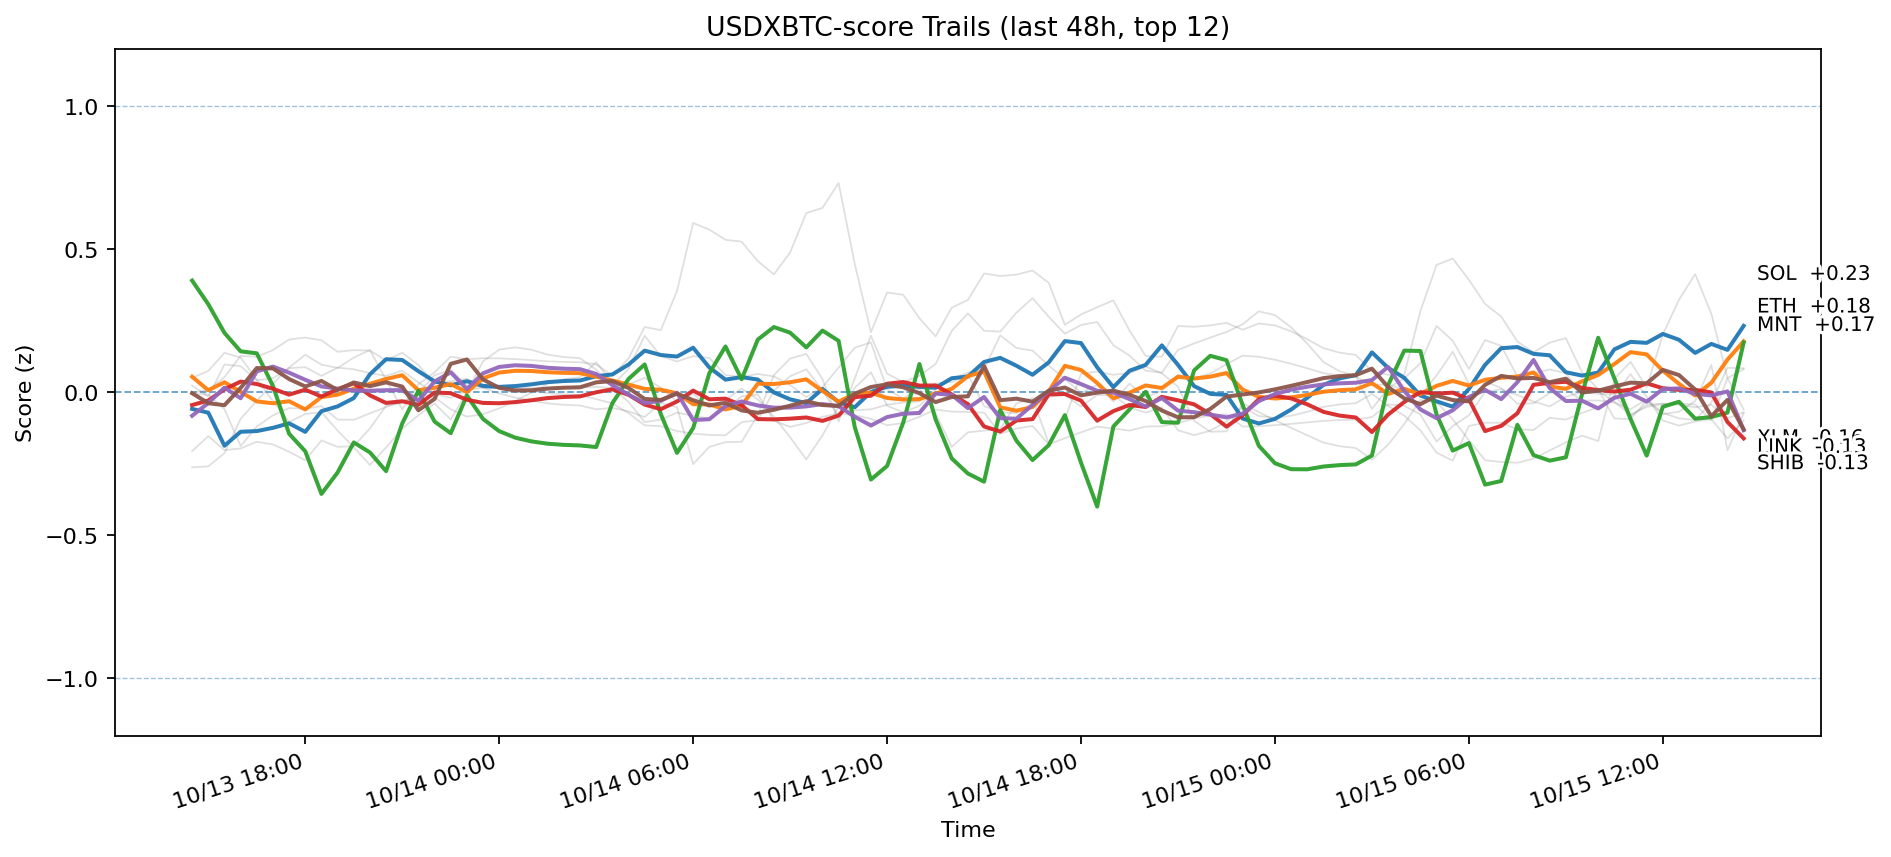 USDXBTC-score Trails (last 48h, top 12)
Score (z)
1.0
0.5
0.0
−0.5
−1.0
SOL +0.23
ETH +0.18
MNT +0.17
LINK -0.13
SHIB -0.13
10/13 18:00
10/14 00:00
10/14 06:00
10/14 12:00
10/14 18:00
10/15 00:00
10/15 06:00
10/15 12:00
Time